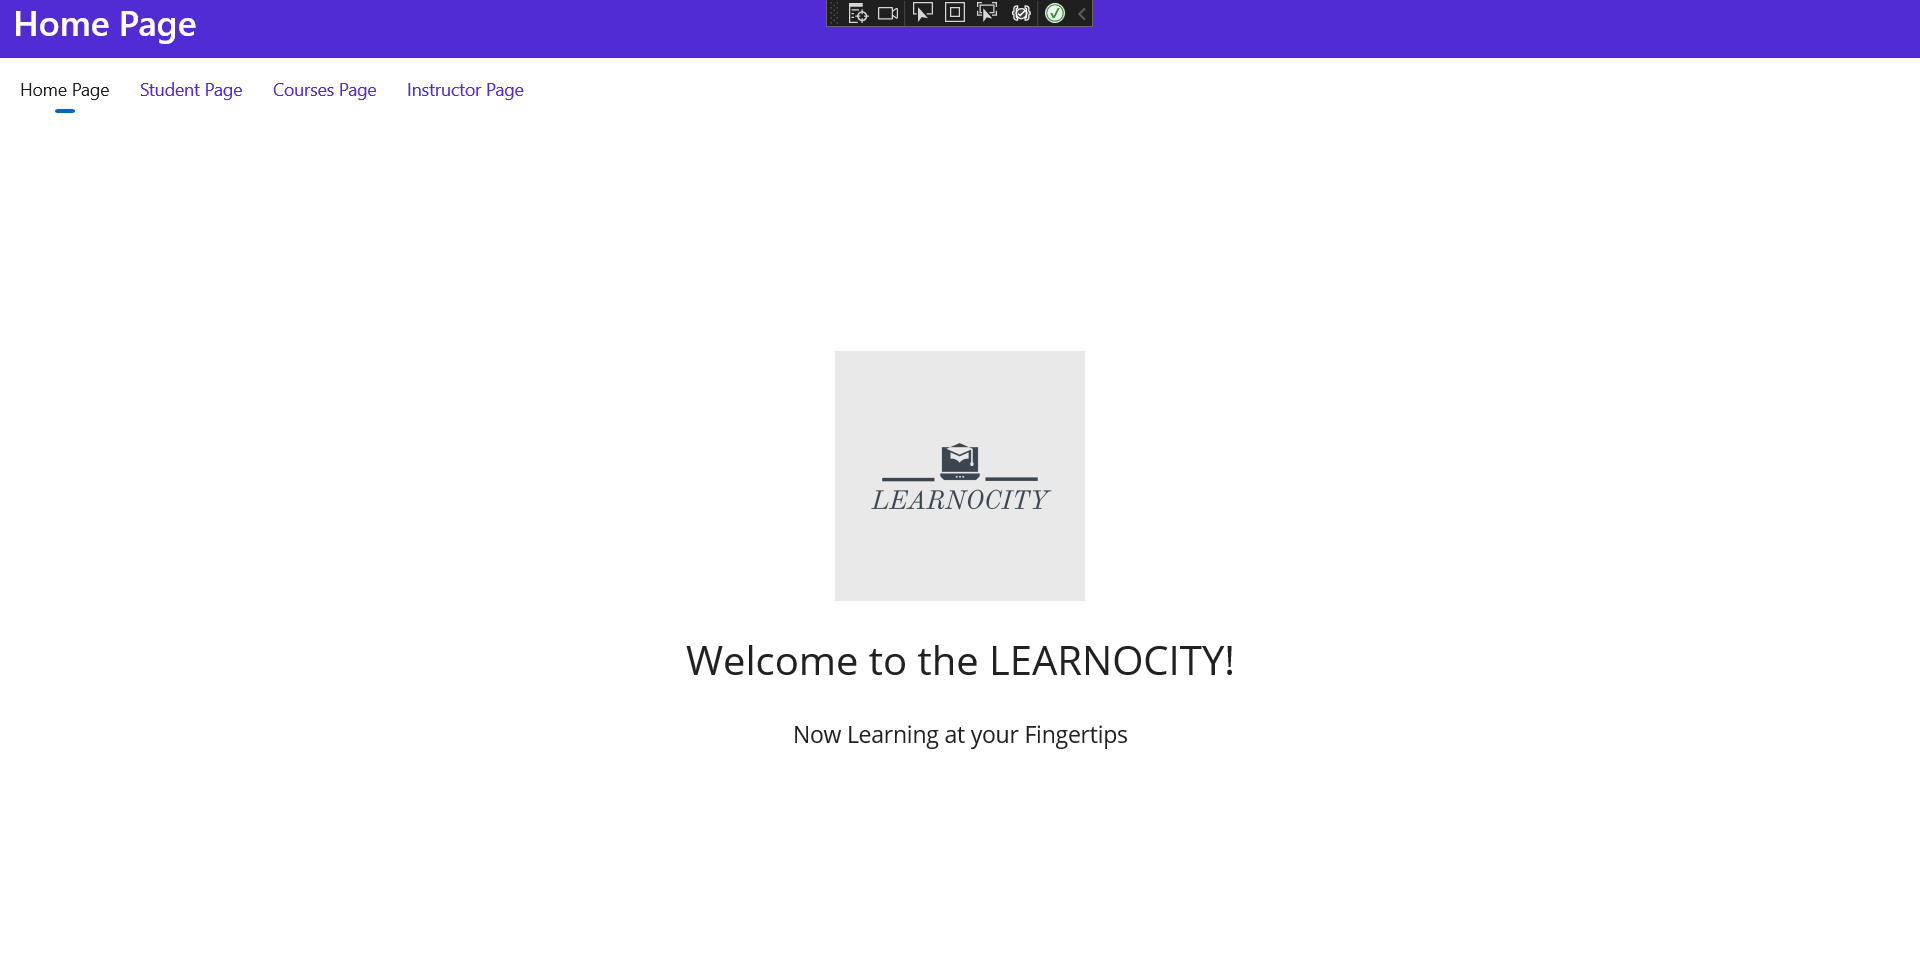 Home Page
Home Page Student Page Courses Page Instructor Page
LEARNOCITY
Welcome to the LEARNOCITY!
Now Learning at your Fingertips